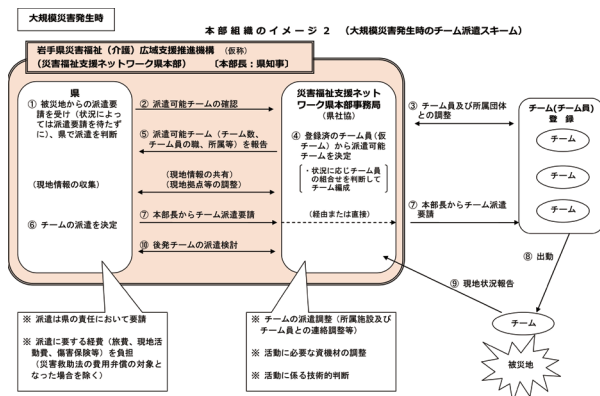 大規模災害発生時
本部組織のイメージ２ （大規模災害発生時のチーム派遣スキーム）
岩手県災害福祉（介護）広域支援推進機構 （仮称）
（災害福祉支援ネットワーク県本部） 〔本部長：県知事〕
県
① 被災地からの派遣要
請を受け（状況によっ
ては派遣要請を待たず
に）、県で派遣を判断
（現地情報の収集）
⑥ チームの派遣を決定
② 派遣可能チームの確認
⑤ 派遣可能チーム（チーム数、
チーム員の職、所属等）を報告
（現地情報の共有）
（現地拠点等の調整）
⑦ 本部長からチーム派遣要請
⑩ 後発チームの派遣検討
災害福祉支援ネット
ワーク県本部事務局
（県社協）
④ 登録済のチーム員（仮
チーム）から派遣可能
チームを決定
・状況に応じチーム員
の組合せを判断して
チーム編成
（経由または直接）
③ チーム員及び所属団体
との調整
⑦ 本部長からチーム派遣
要請
チーム(チーム員)
登 録
チーム
チーム
チーム
⑧ 出動
⑨ 現地状況報告
チーム
被災地
※ 派遣は県の責任において要請
※ 派遣に要する経費（旅費、現地活
動費、傷害保険等）を負担
（災害救助法の費用弁償の対象と
なった場合を除く）
※ チームの派遣調整（所属施設及び
チーム員との連絡調整等）
※ 活動に必要な資機材の調整
※ 活動に係る技術的判断